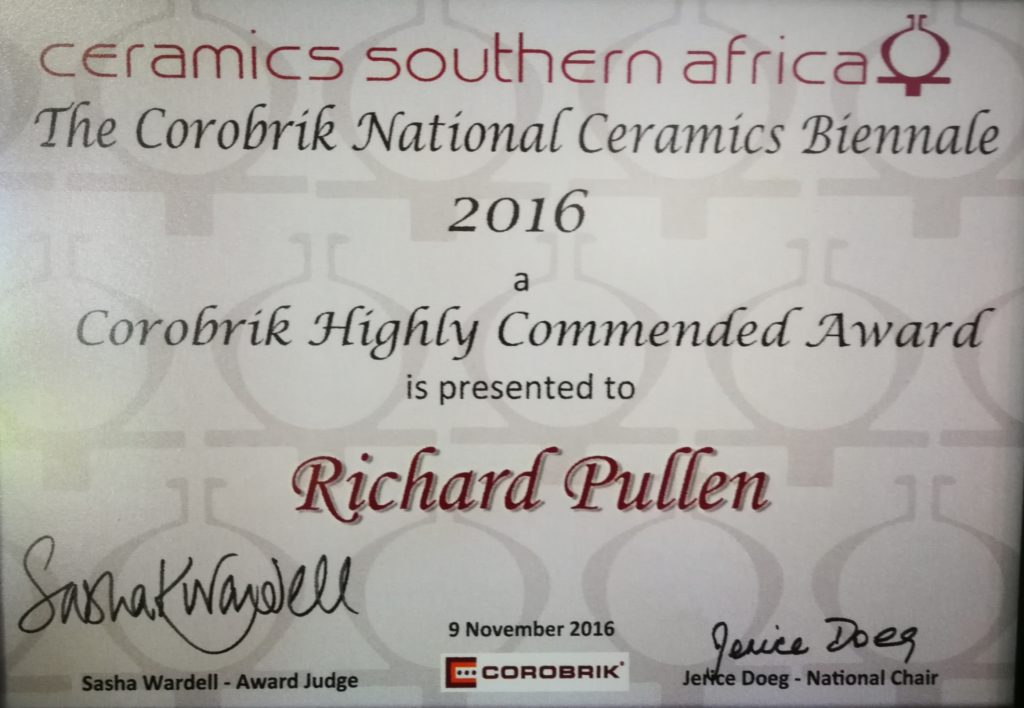 ceramics southern africa
The Corobrik National Ceramics Biennale
2016
a
Corobrik Highly Commended Award
is presented to
Richard Pullen
Sasha K Wardell
Jenice Doeg
9 November 2016
COROBRIK®
Sasha Wardell - Award Judge
Jenice Doeg - National Chair